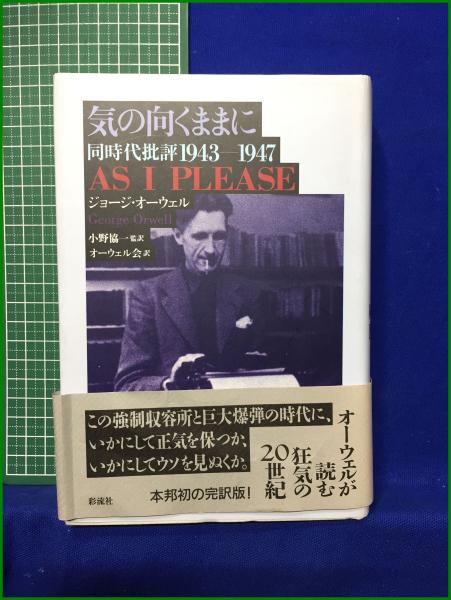 気の向くままに
同時代批評1943―1947
AS I PLEASE
ジョージ・オーウェル
George Orwell
小野協一 監訳
オーウェル会 訳
この強制収容所と巨大爆弾の時代に、
いかにして正気を保つか、
いかにしてウソを見ぬくか。
本邦初の完訳版!
彩流社
オーウェルが
読む
狂気の
20世紀